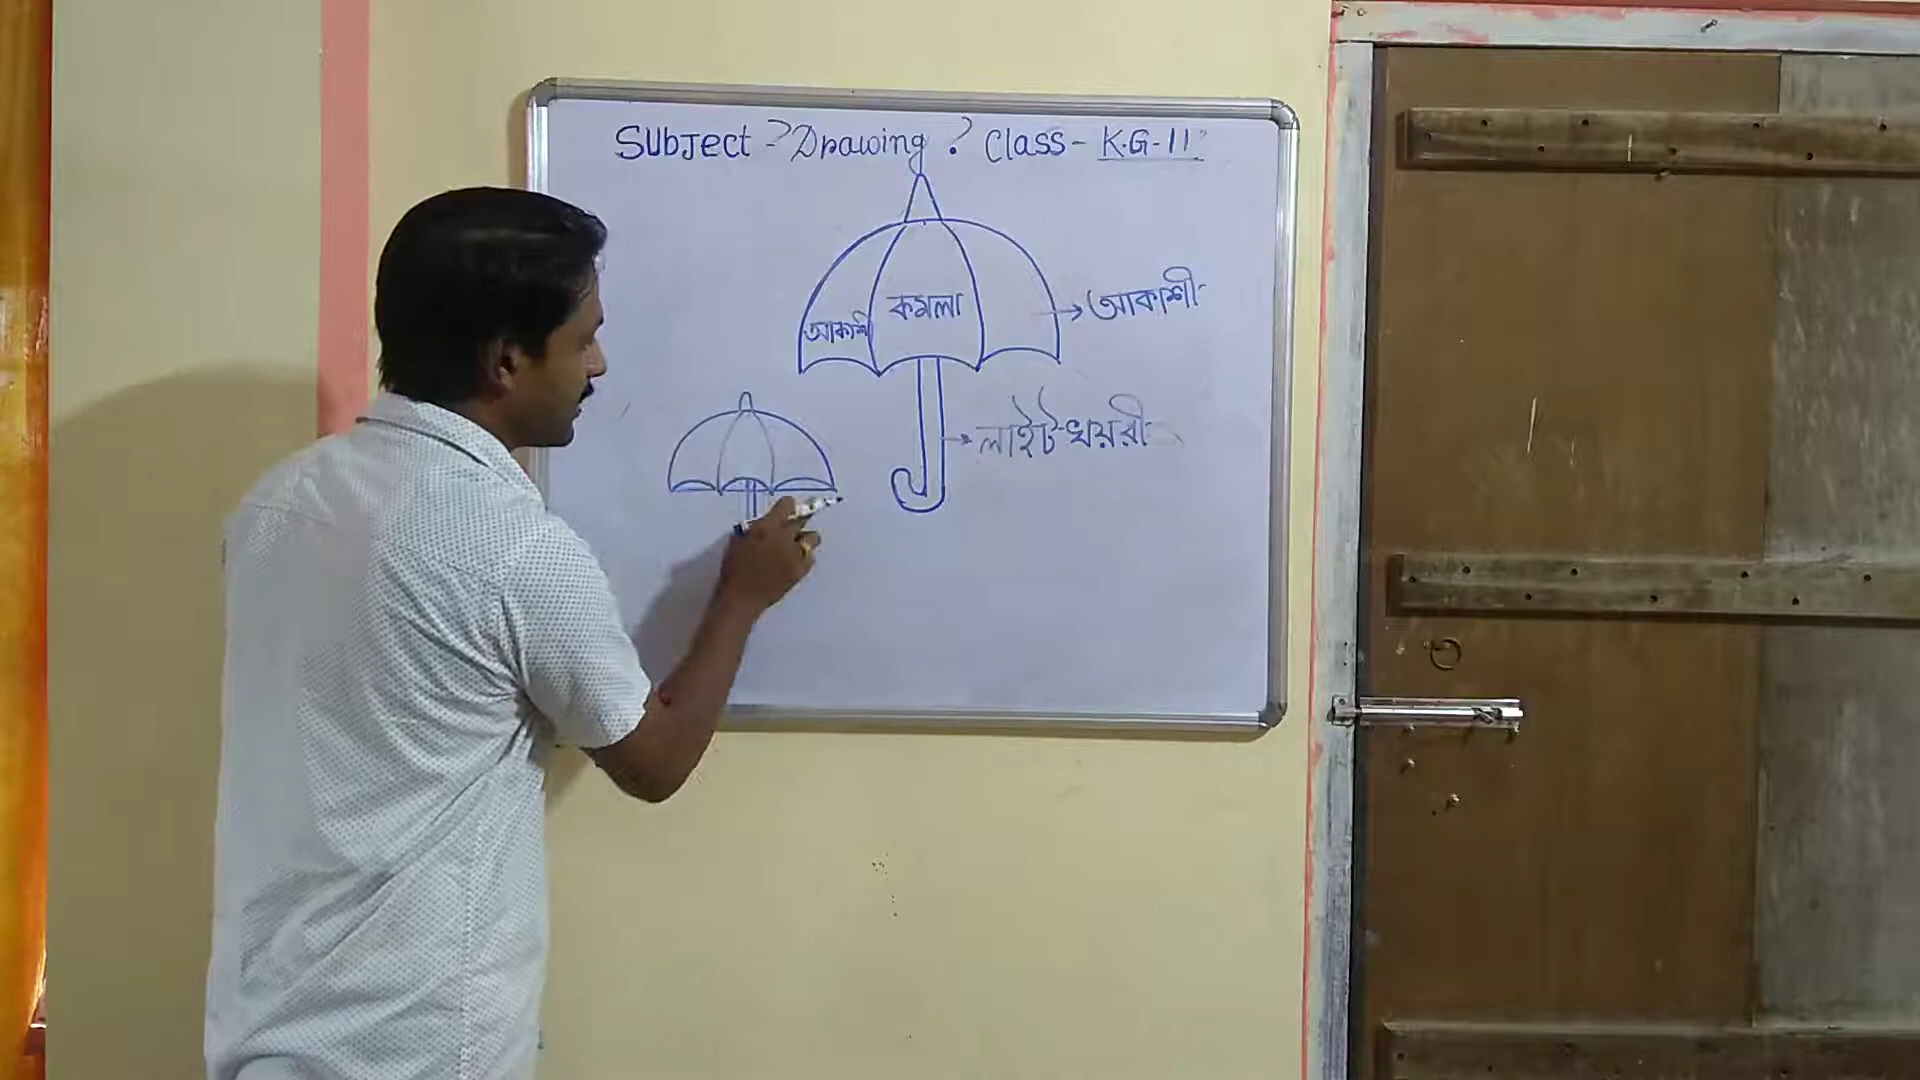 SUBJECT - ? Drawing ? Class - K.G - II
কমলা
আকাশী
আকাশী
লাইট খয়রী